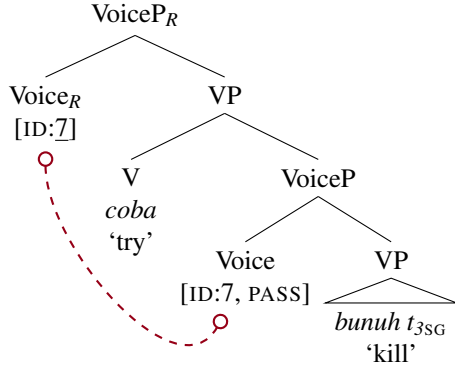 VoiceP_R
Voice_R VP
[ID:7]
V VoiceP
coba
‘try’
Voice VP
[ID:7, PASS]
bunuh t_3SG
‘kill’